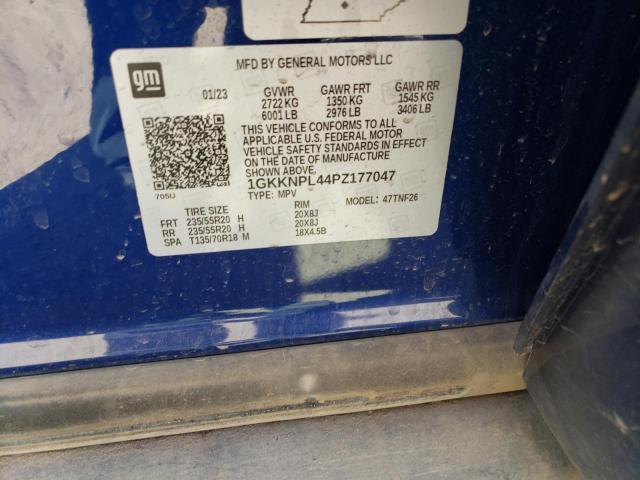 gm
MFD BY GENERAL MOTORS LLC
01/23 GVWR GAWR FRT GAWR RR
2722 KG 1350 KG 1545 KG
6001 LB 2976 LB 3406 LB
THIS VEHICLE CONFORMS TO ALL
APPLICABLE U.S. FEDERAL MOTOR
VEHICLE SAFETY STANDARDS IN EFFECT
ON THE DATE OF MANUFACTURE
SHOWN ABOVE.
1GKKNPL44PZ177047
705IJ TYPE: MPV MODEL: 47TNF26
TIRE SIZE RIM
FRT 235/55R20 H 20X8J
RR 235/55R20 H 20X8J
SPA T135/70R18 M 18X4.5B